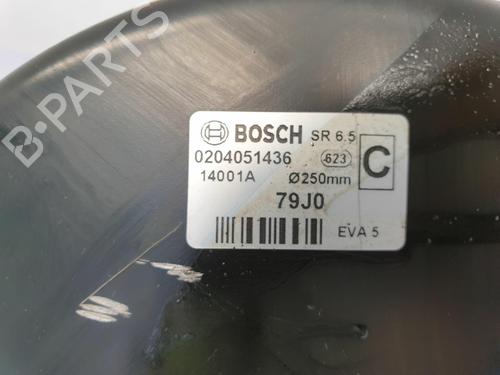 B-PARTS
BOSCH SR 6.5
0204051436 623 C
14001A Ø250mm
79J0
EVA 5